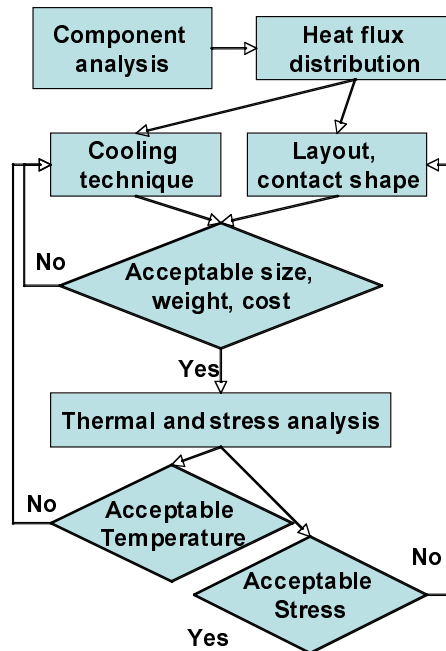 Component
analysis
Heat flux
distribution
Cooling
technique
Layout,
contact shape
No
Acceptable size,
weight, cost
Yes
Thermal and stress analysis
No
Acceptable
Temperature
No
Acceptable
Stress
Yes